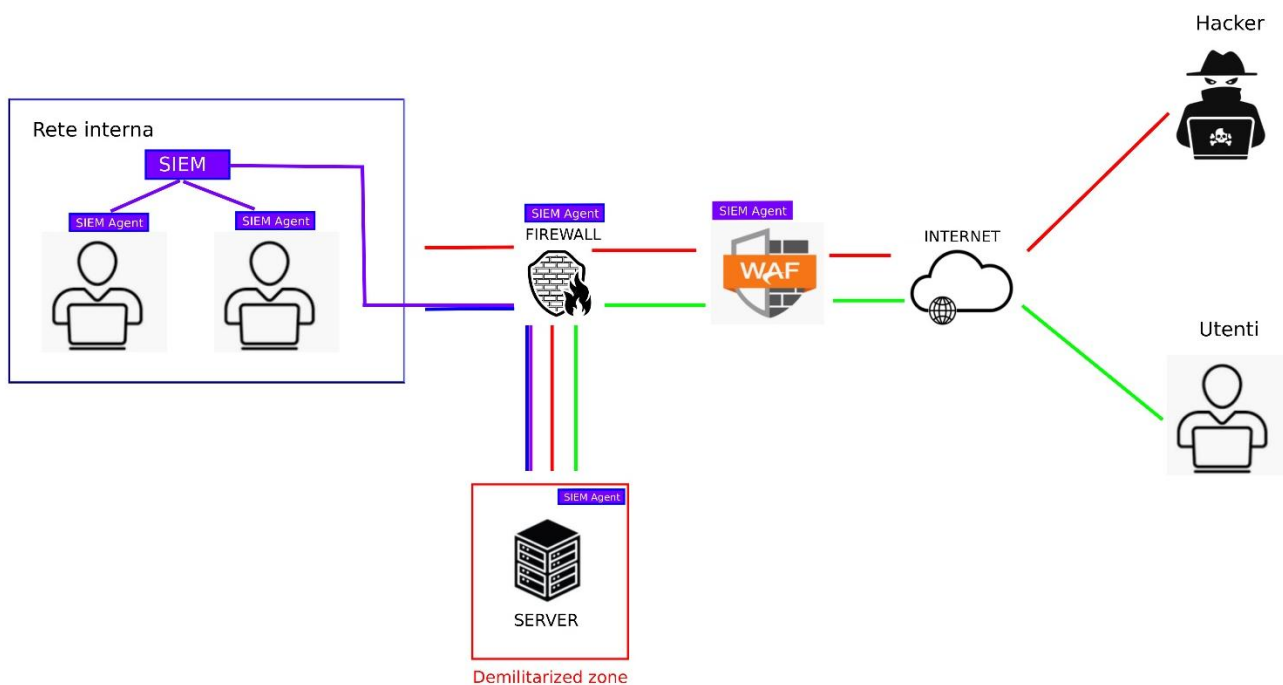 Hacker
Rete interna
SIEM
SIEM Agent
SIEM Agent
SIEM Agent
FIREWALL
SIEM Agent
WAF
INTERNET
Utenti
SIEM Agent
SERVER
Demilitarized zone